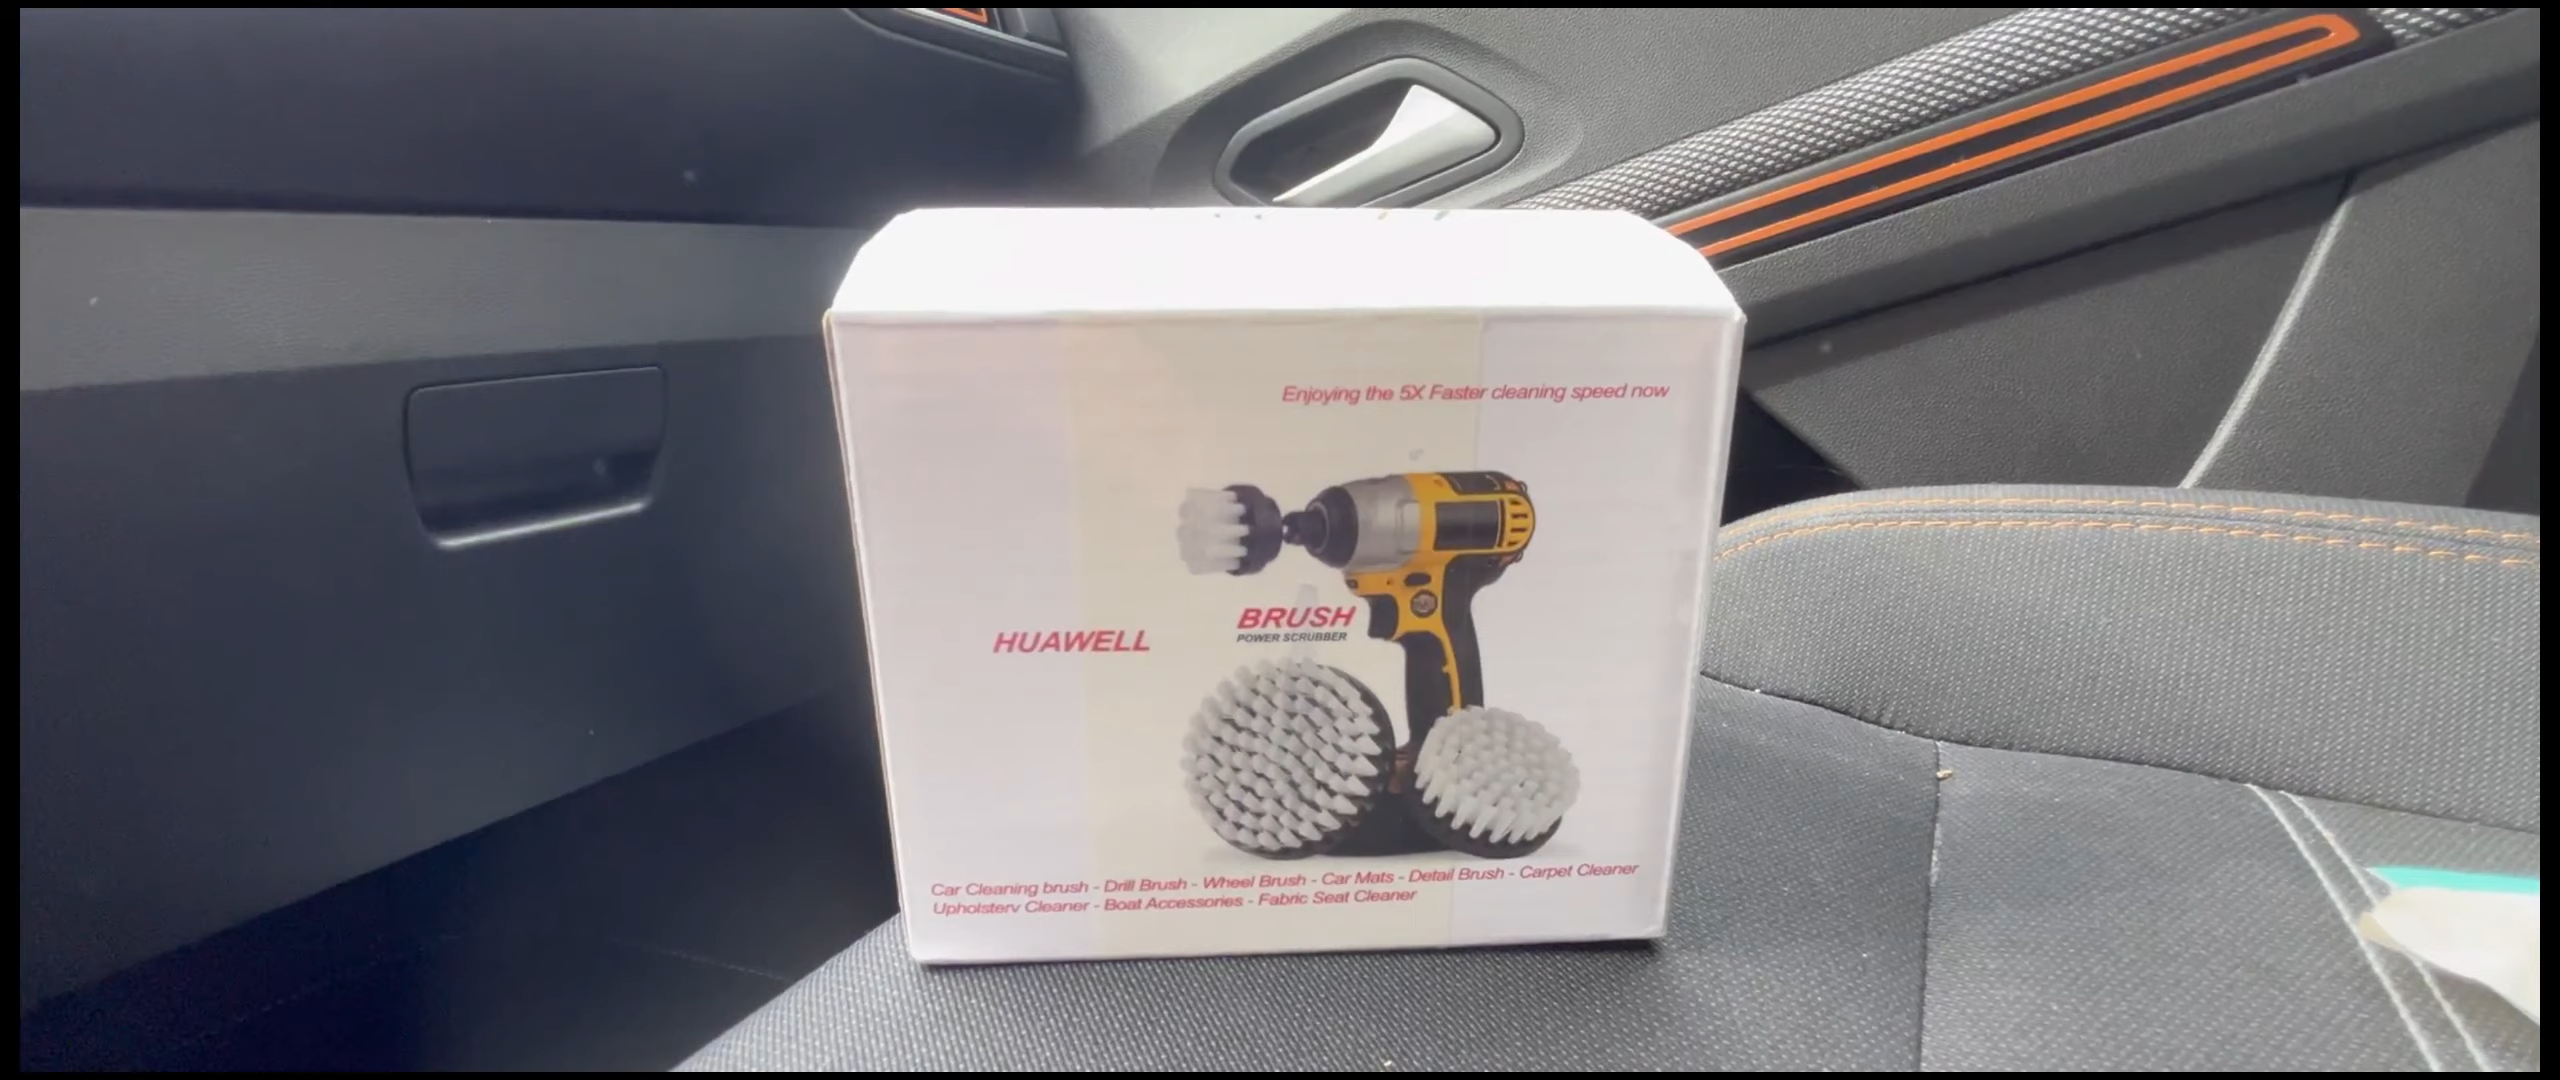 Enjoying the 5X Faster cleaning speed now
HUAWELL
BRUSH
POWER SCRUBBER
Car Cleaning brush - Drill Brush - Wheel Brush - Car Mats - Detail Brush - Carpet Cleaner
Upholstery Cleaner - Boat Accessories - Fabric Seat Cleaner